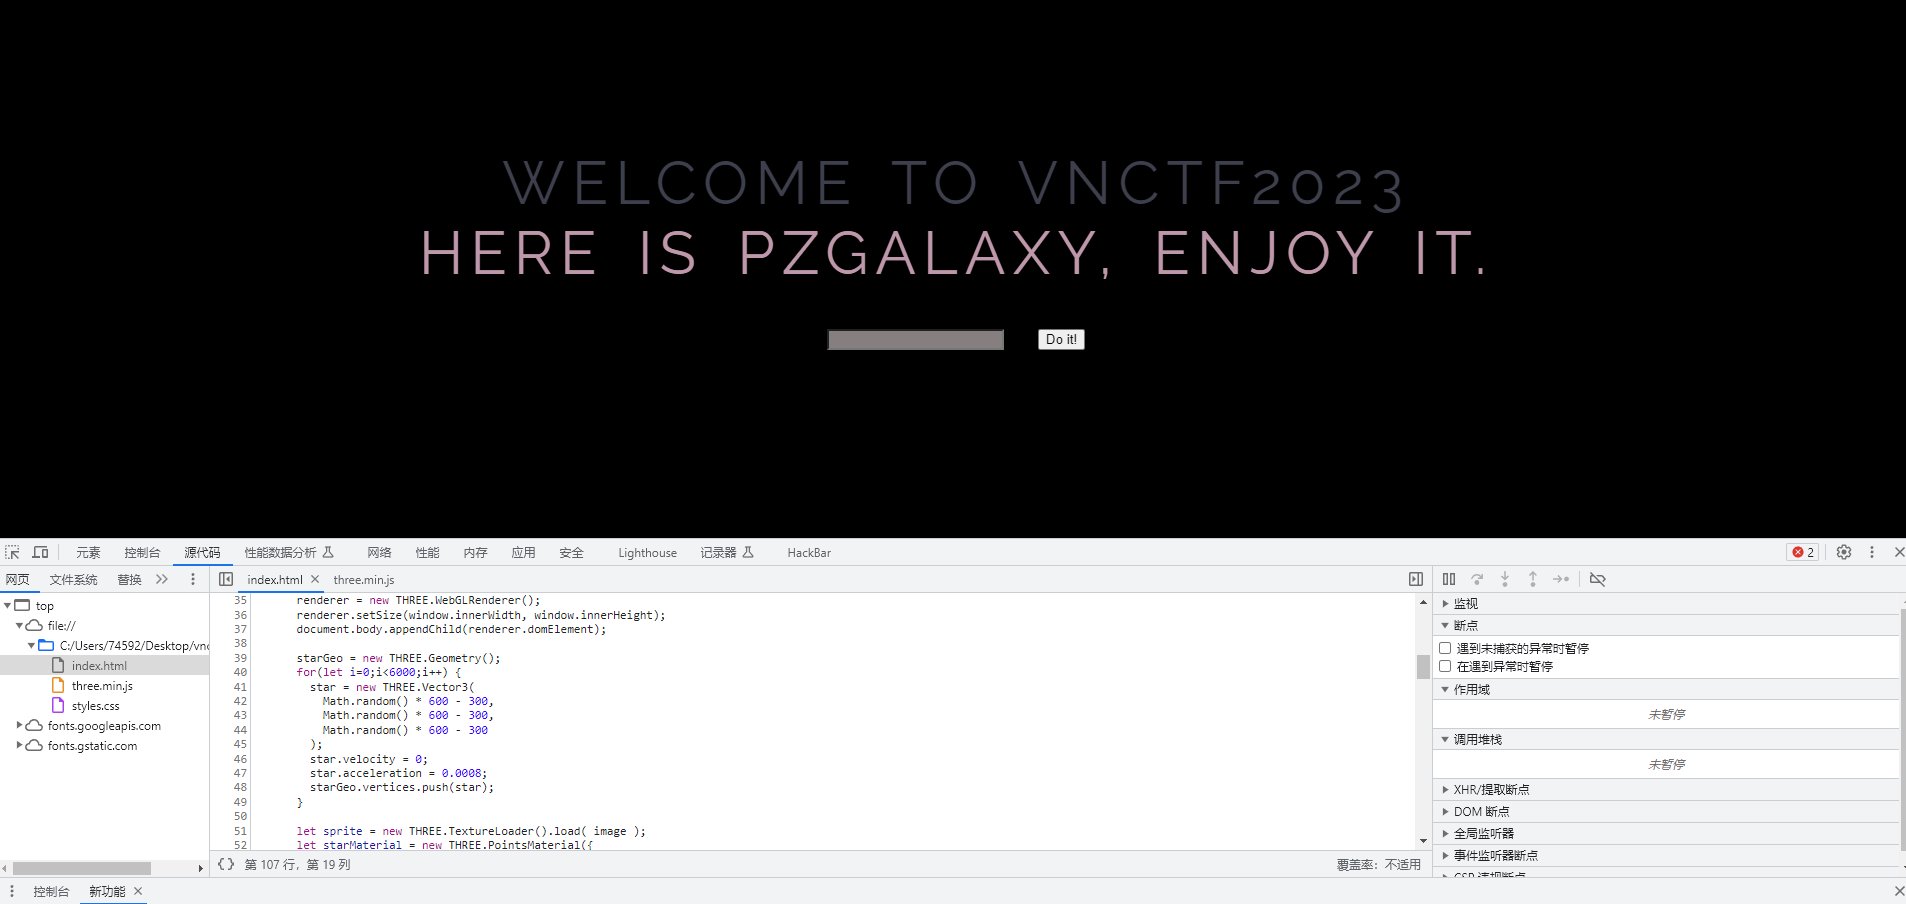 WELCOME TO VNCTF2023
HERE IS PZGALAXY, ENJOY IT.
Do it!
元素 控制台 源代码 性能数据分析 网络 性能 内存 应用 安全 Lighthouse 记录器 HackBar 2
网页 文件系统 替换
index.html three.min.js
top
file://
C:/Users/74592/Desktop/vnc
index.html
three.min.js
styles.css
fonts.googleapis.com
fonts.gstatic.com
35 renderer = new THREE.WebGLRenderer();
36 renderer.setSize(window.innerWidth, window.innerHeight);
37 document.body.appendChild(renderer.domElement);
38
39 starGeo = new THREE.Geometry();
40 for(let i=0;i<6000;i++) {
41 star = new THREE.Vector3(
42 Math.random() * 600 - 300,
43 Math.random() * 600 - 300,
44 Math.random() * 600 - 300
45 );
46 star.velocity = 0;
47 star.acceleration = 0.0008;
48 starGeo.vertices.push(star);
49 }
50
51 let sprite = new THREE.TextureLoader().load( image );
52 let starMaterial = new THREE.PointsMaterial({
{} 第 107 行，第 19 列 覆盖率：不适用
监视
断点
遇到未捕获的异常时暂停
在遇到异常时暂停
作用域
未暂停
调用堆栈
未暂停
XHR/提取断点
DOM 断点
全局监听器
事件监听器断点
CSP 违规断点
控制台 新功能